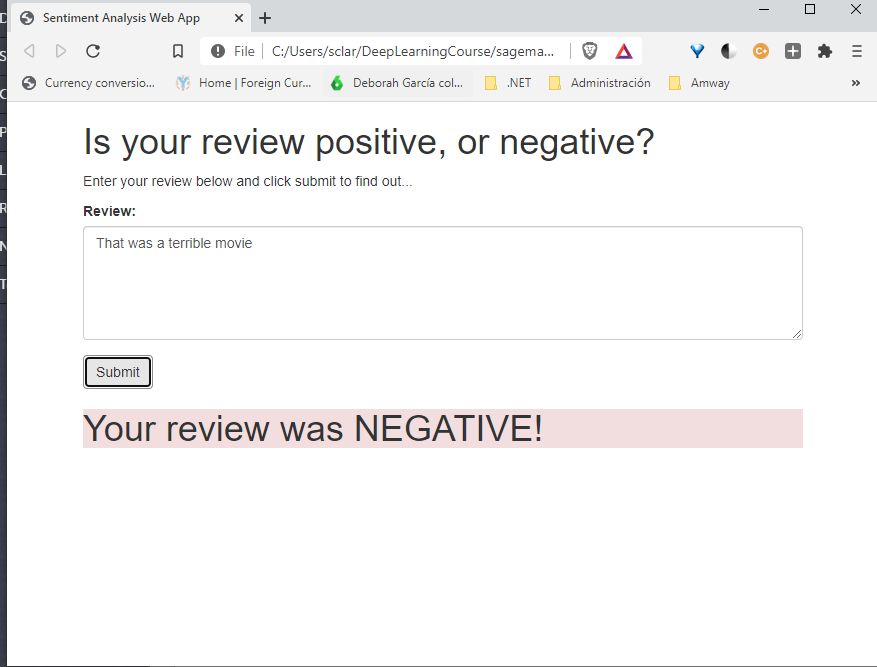 Sentiment Analysis Web App
File C:/Users/sclar/DeepLearningCourse/sagema...
Currency conversio... Home | Foreign Cur... Deborah García col... .NET Administración Amway »
Is your review positive, or negative?
Enter your review below and click submit to find out...
Review:
That was a terrible movie
Submit
Your review was NEGATIVE!